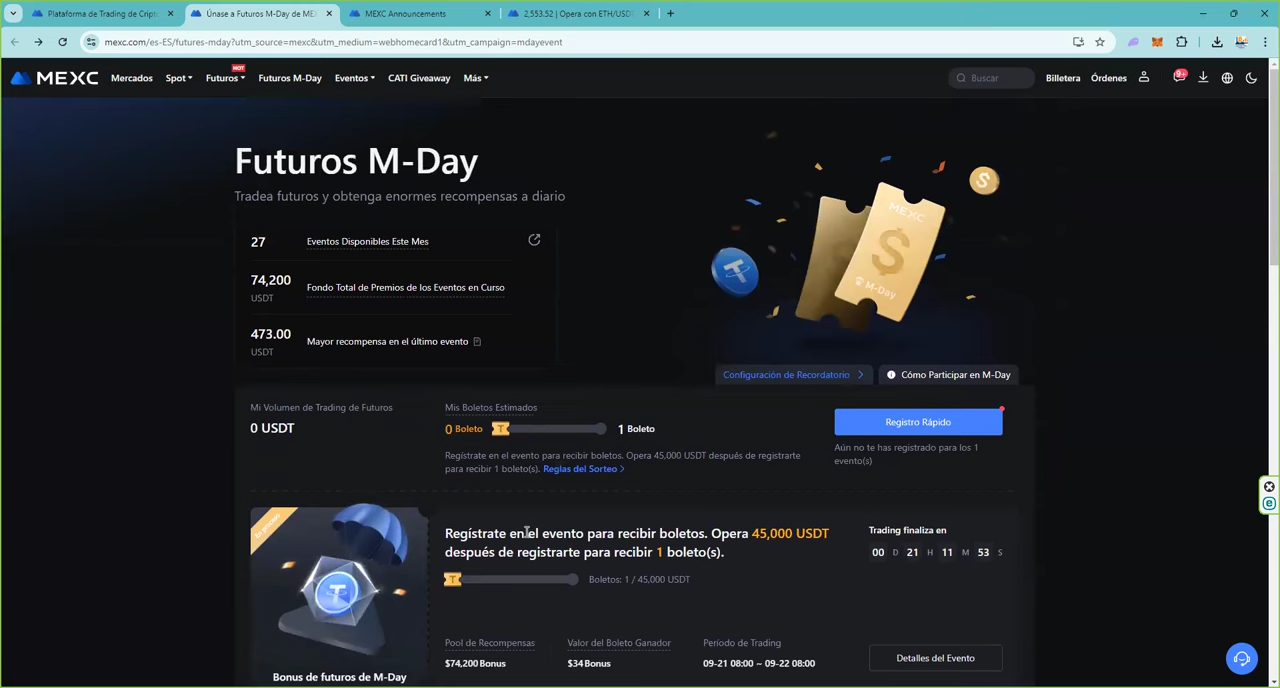 Plataforma de Trading de Cripto
Únase a Futuros M-Day de ME
MEXC Announcements
2,553.52 | Opera con ETH/USDT
mexc.com/es-ES/futures-mday?utm_source=mexc&utm_medium=webhomecard1&utm_campaign=mdayevent
MEXC
Mercados
Spot
Futuros
HOT
Futuros M-Day
Eventos
CATI Giveaway
Más
Buscar
Billetera
Órdenes
9+
Futuros M-Day
Tradea futuros y obtenga enormes recompensas a diario
27
Eventos Disponibles Este Mes
74,200
USDT
Fondo Total de Premios de los Eventos en Curso
473.00
USDT
Mayor recompensa en el último evento
MEXC
M-Day
Configuración de Recordatorio
Cómo Participar en M-Day
Mi Volumen de Trading de Futuros
0 USDT
Mis Boletos Estimados
0 Boleto
T
1 Boleto
Regístrate en el evento para recibir boletos. Opera 45,000 USDT después de registrarte
para recibir 1 boleto(s). Reglas del Sorteo
Registro Rápido
Aún no te has registrado para los 1
evento(s)
En proceso
Regístrate en el evento para recibir boletos. Opera 45,000 USDT
después de registrarte para recibir 1 boleto(s).
T
Boletos: 1 / 45,000 USDT
Trading finaliza en
00 D 21 H 11 M 53 S
Pool de Recompensas
$74,200 Bonus
Valor del Boleto Ganador
$34 Bonus
Período de Trading
09-21 08:00 ~ 09-22 08:00
Detalles del Evento
Bonus de futuros de M-Day